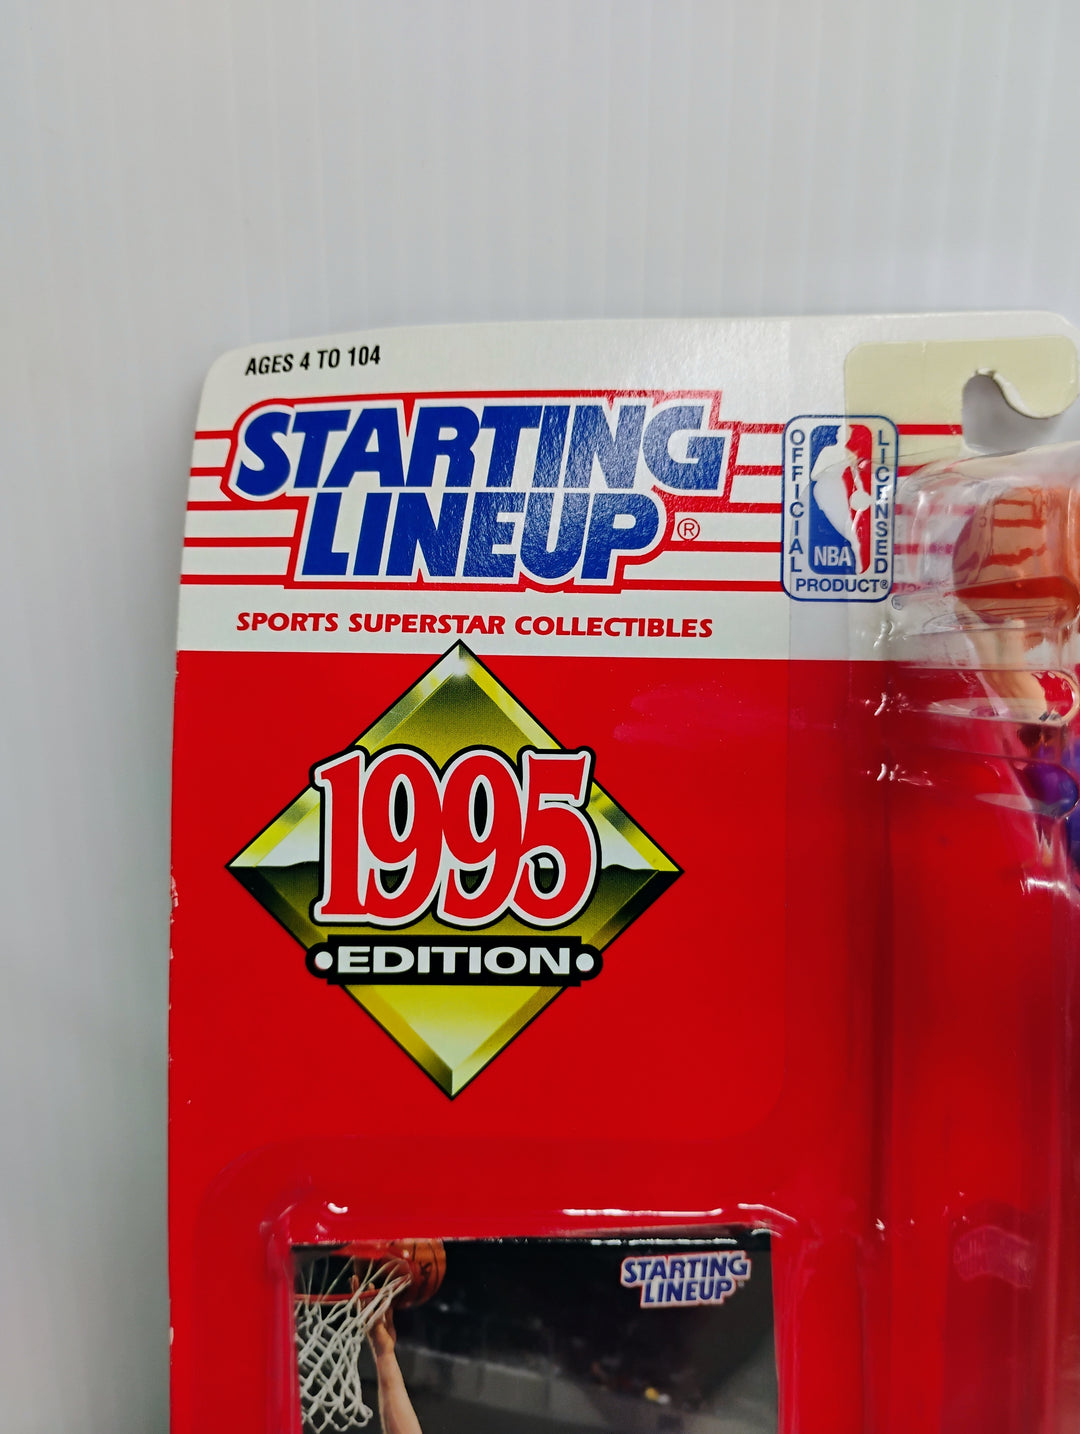 AGES 4 TO 104
STARTING
LINEUP®
SPORTS SUPERSTAR COLLECTIBLES
OFFICIAL
LICENSED
NBA
PRODUCT®
1995
•EDITION•
STARTING
LINEUP